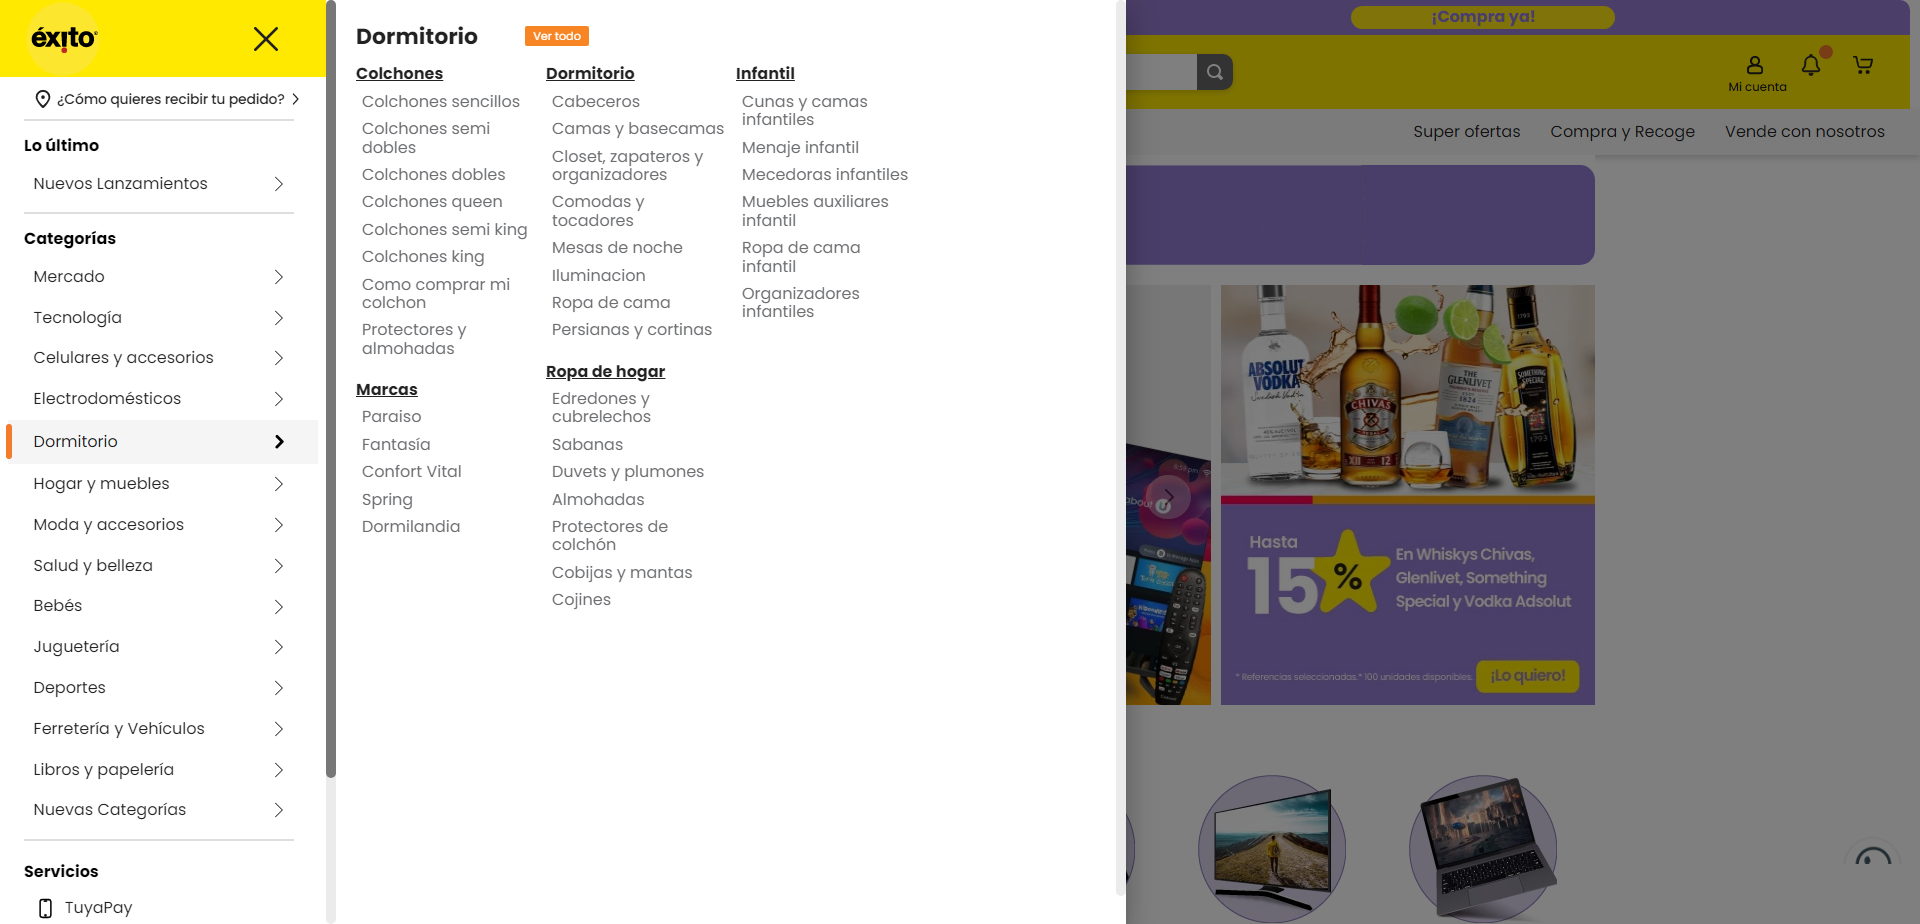 éxito
¿Cómo quieres recibir tu pedido?
Lo último
Nuevos Lanzamientos
Categorías
Mercado
Tecnología
Celulares y accesorios
Electrodomésticos
Dormitorio
Hogar y muebles
Moda y accesorios
Salud y belleza
Bebés
Juguetería
Deportes
Ferretería y Vehículos
Libros y papelería
Nuevas Categorías
Servicios
TuyaPay
Dormitorio
Ver todo
Colchones
Colchones sencillos
Colchones semi
dobles
Colchones dobles
Colchones queen
Colchones semi king
Colchones king
Como comprar mi
colchon
Protectores y
almohadas
Marcas
Paraiso
Fantasía
Confort Vital
Spring
Dormilandia
Dormitorio
Cabeceros
Camas y basecamas
Closet, zapateros y
organizadores
Comodas y
tocadores
Mesas de noche
Iluminacion
Ropa de cama
Persianas y cortinas
Ropa de hogar
Edredones y
cubrelechos
Sabanas
Duvets y plumones
Almohadas
Protectores de
colchón
Cobijas y mantas
Cojines
Infantil
Cunas y camas
infantiles
Menaje infantil
Mecedoras infantiles
Muebles auxiliares
infantil
Ropa de cama
infantil
Organizadores
infantiles
¡Compra ya!
Mi cuenta
Super ofertas
Compra y Recoge
Vende con nosotros
ABSOLUT
VODKA
CHIVAS
XII 12
THE
GLENLIVET
1824
1793
SOMETHING
SPECIAL
1793
Hasta
15%
En Whiskys Chivas,
Glenlivet, Something
Special y Vodka Adsolut
* Referencias seleccionadas.* 100 unidades disponibles.
¡Lo quiero!